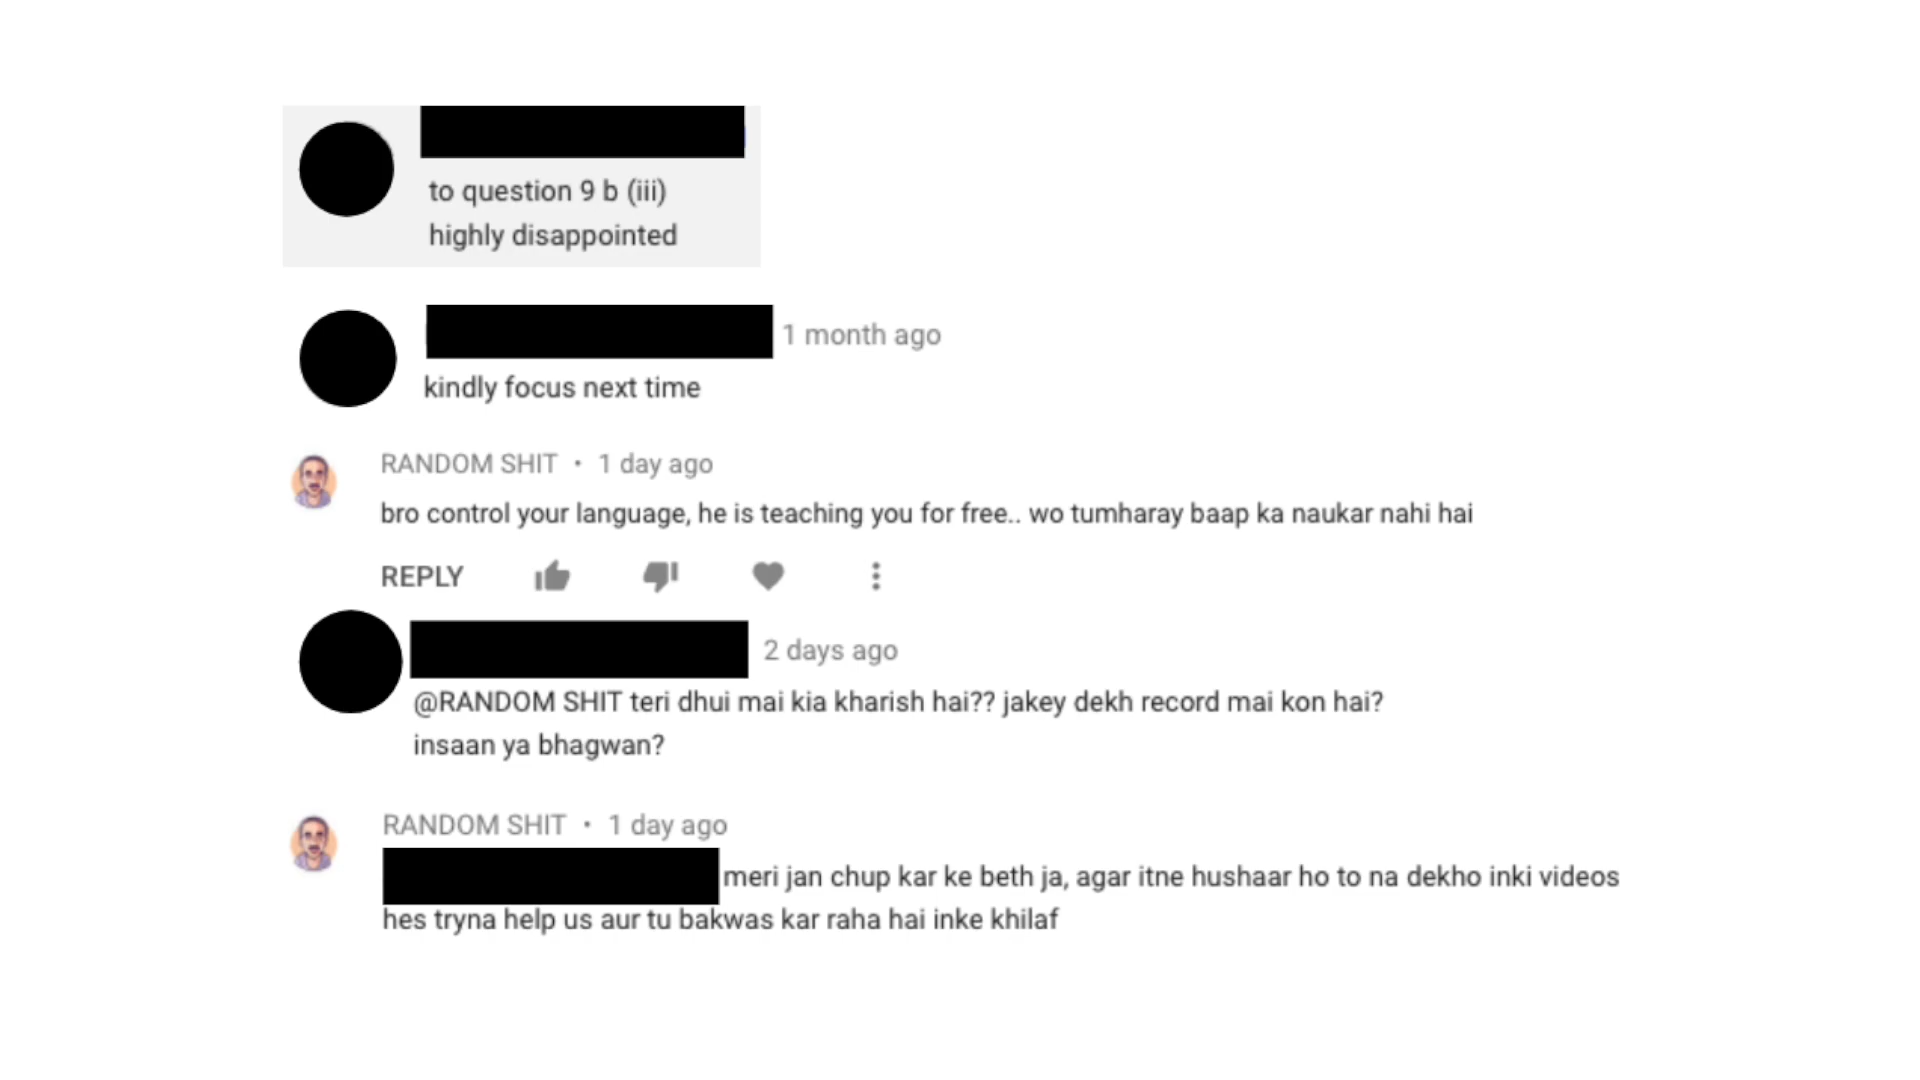 to question 9 b (iii)
highly disappointed
1 month ago
kindly focus next time
RANDOM SHIT • 1 day ago
bro control your language, he is teaching you for free.. wo tumharay baap ka naukar nahi hai
REPLY
2 days ago
@RANDOM SHIT teri dhui mai kia kharish hai?? jakey dekh record mai kon hai?
insaan ya bhagwan?
RANDOM SHIT • 1 day ago
meri jan chup kar ke beth ja, agar itne hushaar ho to na dekho inki videos
hes tryna help us aur tu bakwas kar raha hai inke khilaf